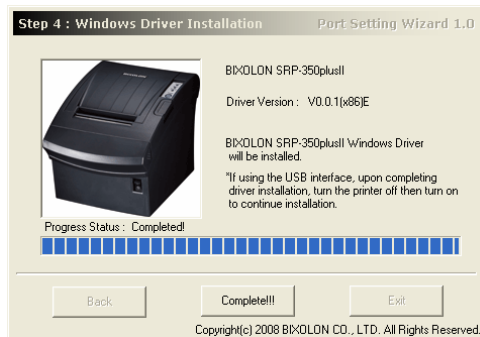 Step 4 : Windows Driver Installation
Port Setting Wizard 1.0
BIXOLON SRP-350plusII
Driver Version : V0.0.1(x86)E
BIXOLON SRP-350plusII Windows Driver
will be installed.
"If using the USB interface, upon completing
driver installation, turn the printer off then turn on
to continue installation.
Progress Status : Completed!
Back
Complete!!!
Exit
Copyright(c) 2008 BIXOLON CO., LTD. All Rights Reserved.